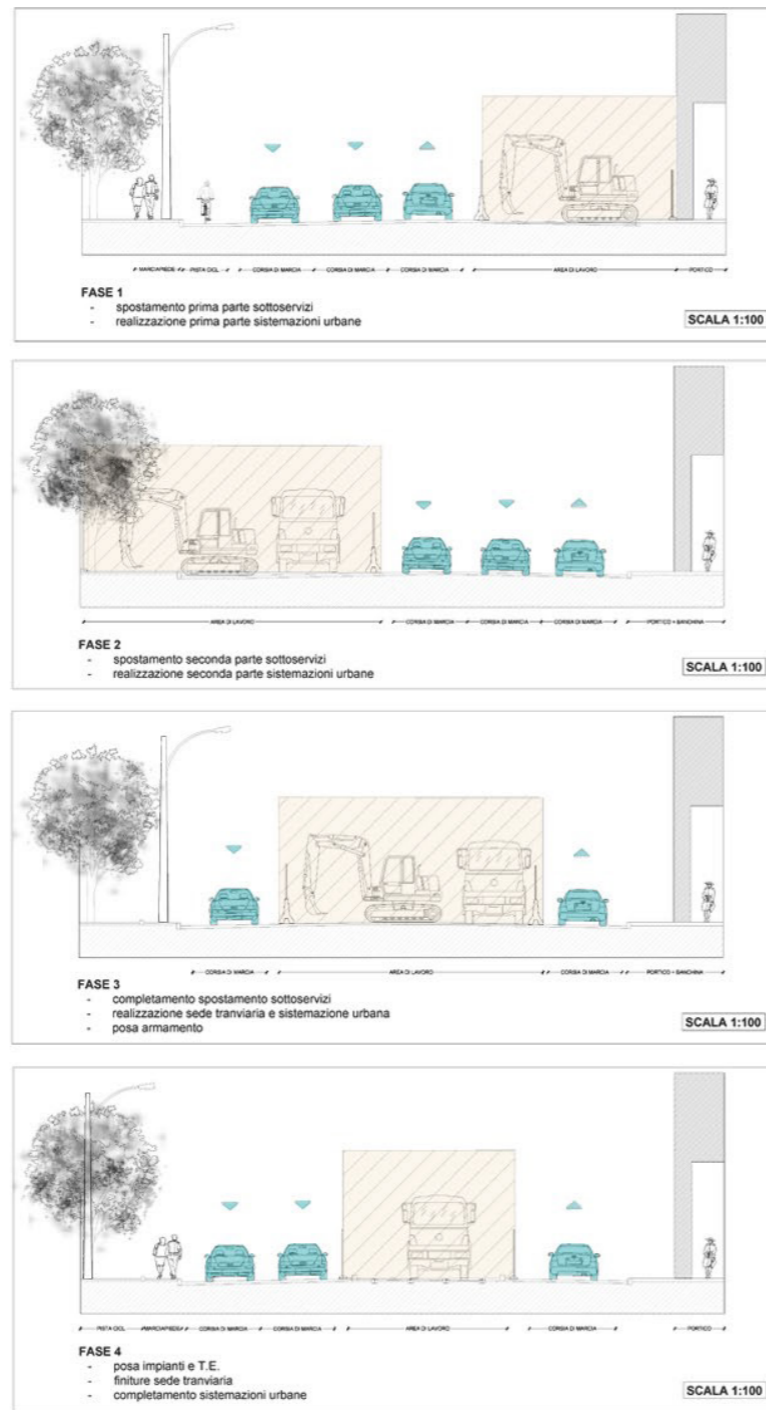 MARCIAPIEDE PISTA CICL. CORSIA DI MARCIA CORSIA DI MARCIA CORSIA DI MARCIA AREA DI LAVORO PORTICO
FASE 1
- spostamento prima parte sottoservizi
- realizzazione prima parte sistemazioni urbane
SCALA 1:100
AREA DI LAVORO CORSIA DI MARCIA CORSIA DI MARCIA CORSIA DI MARCIA PORTICO - BANCHINA
FASE 2
- spostamento seconda parte sottoservizi
- realizzazione seconda parte sistemazioni urbane
SCALA 1:100
CORSIA DI MARCIA AREA DI LAVORO CORSIA DI MARCIA PORTICO - BANCHINA
FASE 3
- completamento spostamento sottoservizi
- realizzazione sede tranviaria e sistemazione urbana
- posa armamento
SCALA 1:100
PISTA CICL. MARCIAPIEDE CORSIA DI MARCIA CORSIA DI MARCIA AREA DI LAVORO CORSIA DI MARCIA PORTICO
FASE 4
- posa impianti e T.E.
- finiture sede tranviaria
- completamento sistemazioni urbane
SCALA 1:100